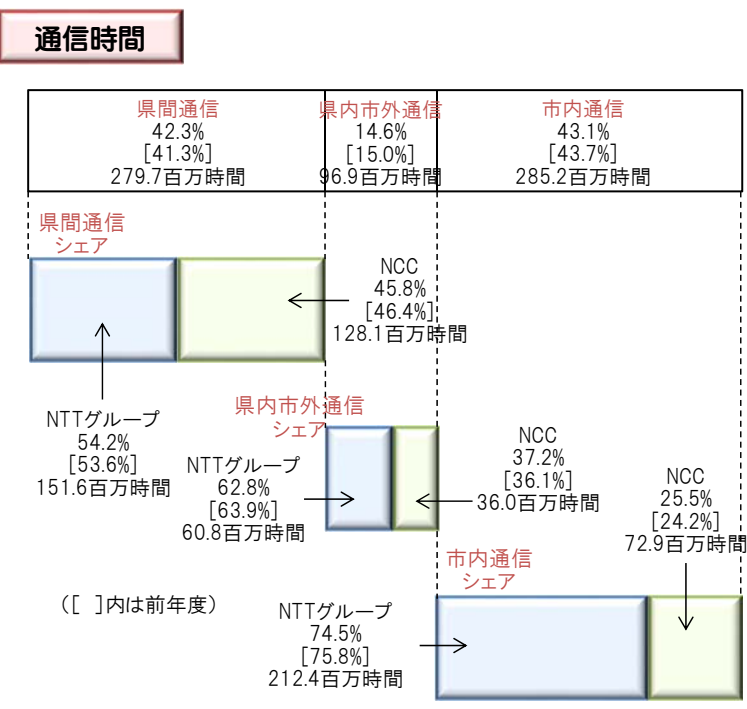 通信時間
県間通信
42.3%
[41.3%]
279.7百万時間
県内市外通信
14.6%
[15.0%]
96.9百万時間
市内通信
43.1%
[43.7%]
285.2百万時間
県間通信
シェア
NCC
45.8%
[46.4%]
128.1百万時間
NTTグループ
54.2%
[53.6%]
151.6百万時間
県内市外通信
シェア
NTTグループ
62.8%
[63.9%]
60.8百万時間
NCC
37.2%
[36.1%]
36.0百万時間
NCC
25.5%
[24.2%]
72.9百万時間
市内通信
シェア
NTTグループ
74.5%
[75.8%]
212.4百万時間
（[ ]内は前年度）